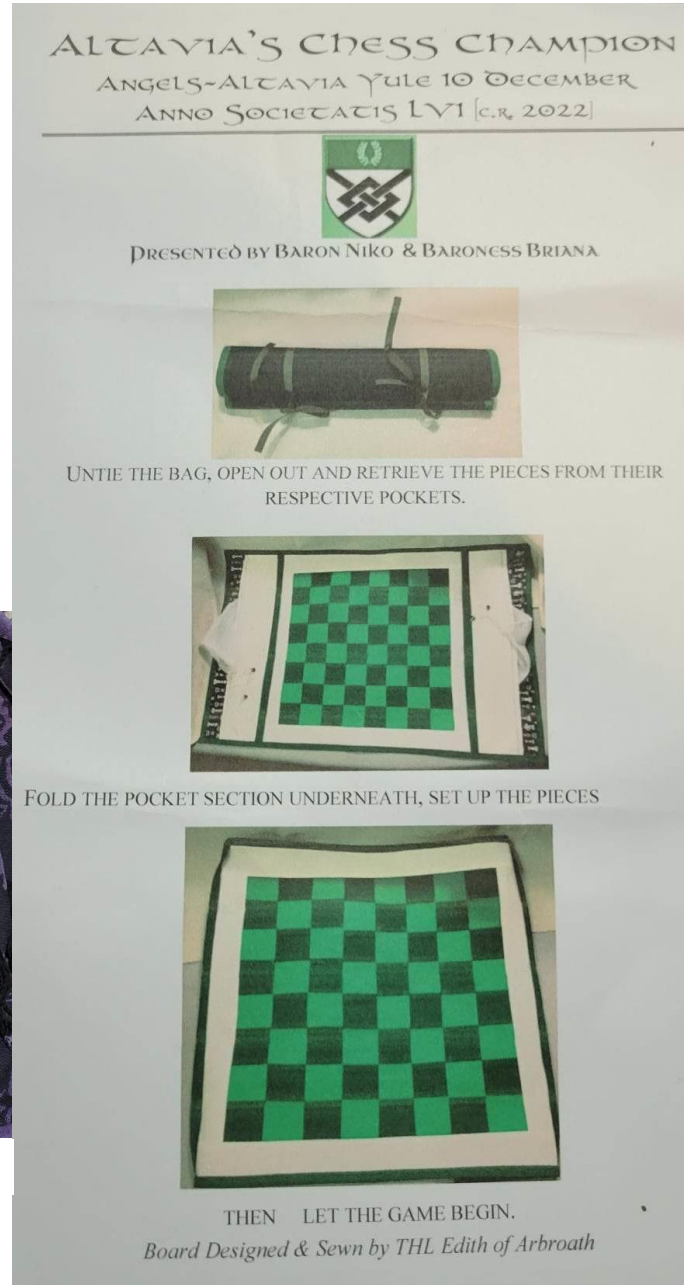 Altavia's Chess Champion
Angels~Altavia Yule 10 December
Anno Societatis LVI [c.r. 2022]
Presented by Baron Niko & Baroness Briana
UNTIE THE BAG, OPEN OUT AND RETRIEVE THE PIECES FROM THEIR
RESPECTIVE POCKETS.
FOLD THE POCKET SECTION UNDERNEATH, SET UP THE PIECES
THEN LET THE GAME BEGIN.
Board Designed & Sewn by THL Edith of Arbroath